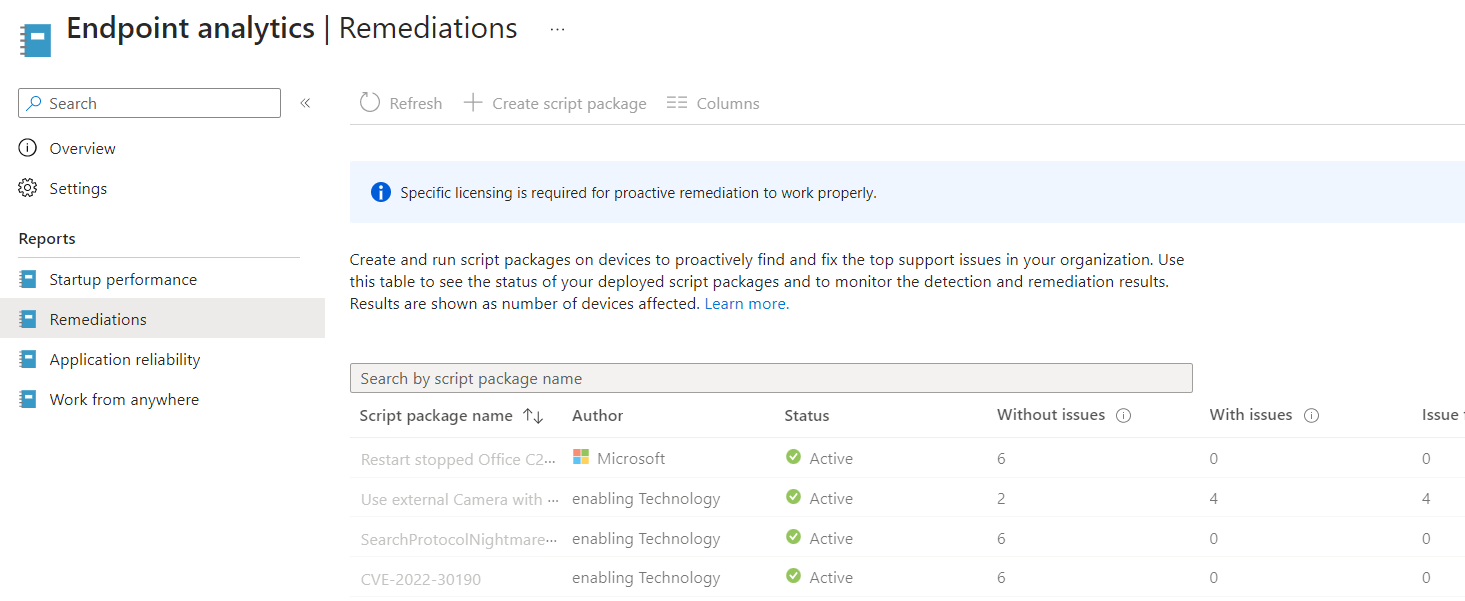 Endpoint analytics | Remediations ...
Search «
Overview
Settings
Reports
Startup performance
Remediations
Application reliability
Work from anywhere
Refresh Create script package Columns
Specific licensing is required for proactive remediation to work properly.
Create and run script packages on devices to proactively find and fix the top support issues in your organization. Use
this table to see the status of your deployed script packages and to monitor the detection and remediation results.
Results are shown as number of devices affected. Learn more.
Search by script package name
Script package name ↑↓ Author Status Without issues With issues Issue
Restart stopped Office C2... Microsoft Active 6 0 0
Use external Camera with ... enabling Technology Active 2 4 4
SearchProtocolNightmare... enabling Technology Active 6 0 0
CVE-2022-30190 enabling Technology Active 6 0 0